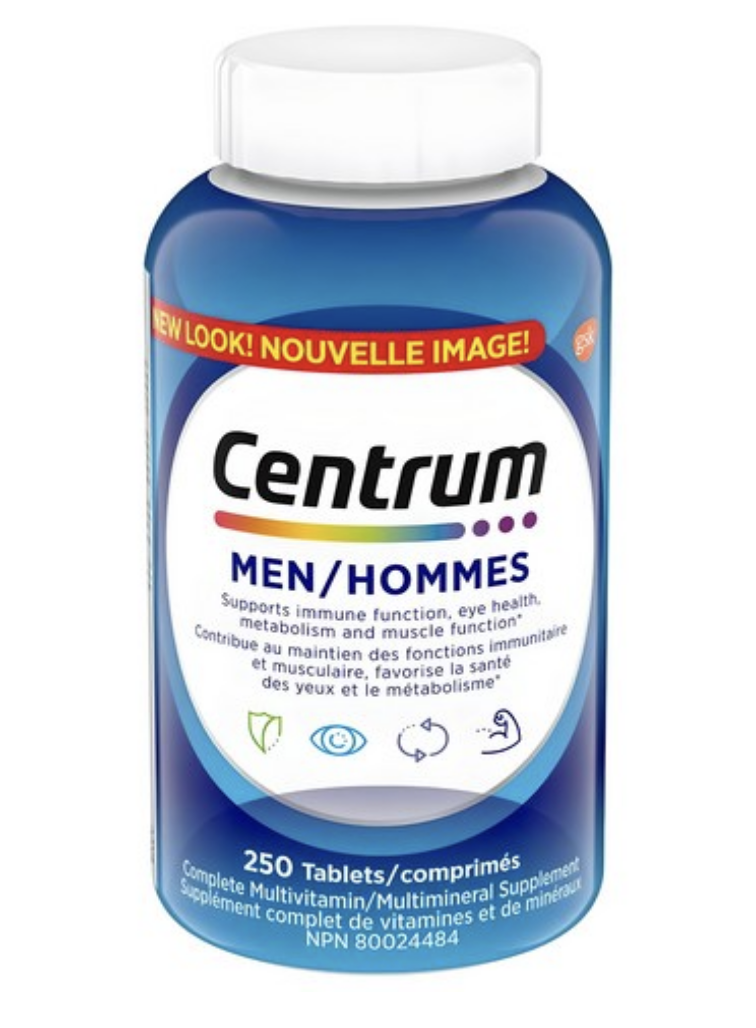 NEW LOOK! NOUVELLE IMAGE!
gsk
Centrum
MEN/HOMMES
Supports immune function, eye health,
metabolism and muscle function*
Contribue au maintien des fonctions immunitaire
et musculaire, favorise la santé
des yeux et le métabolisme*
250 Tablets/comprimés
Complete Multivitamin/Multimineral Supplement
Supplément complet de vitamines et de minéraux
NPN 80024484